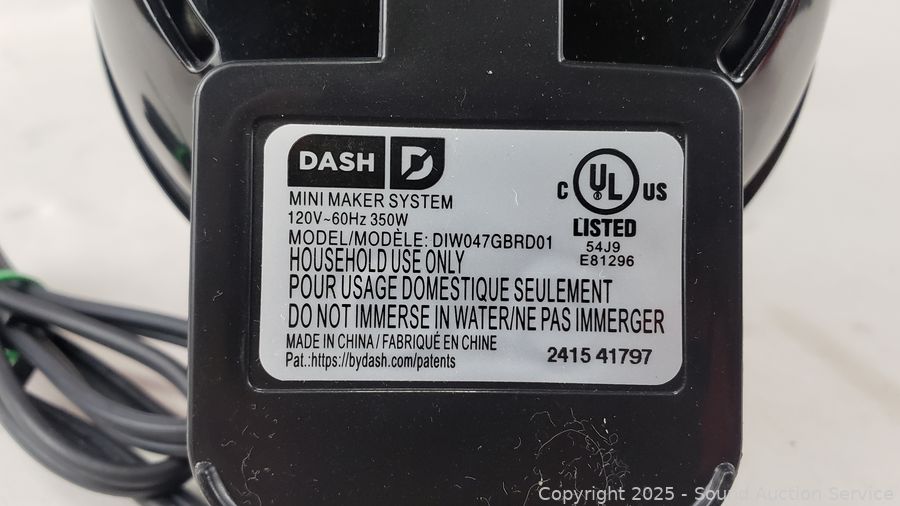 DASH D
MINI MAKER SYSTEM
120V~60Hz 350W
MODEL/MODÈLE: DIW047GBRD01
HOUSEHOLD USE ONLY
POUR USAGE DOMESTIQUE SEULEMENT
DO NOT IMMERSE IN WATER/NE PAS IMMERGER
MADE IN CHINA / FABRIQUÉ EN CHINE
Pat.:https://bydash.com/patents
C UL US
LISTED
54J9
E81296
2415 41797
Copyright 2025 - Sound Auction Service